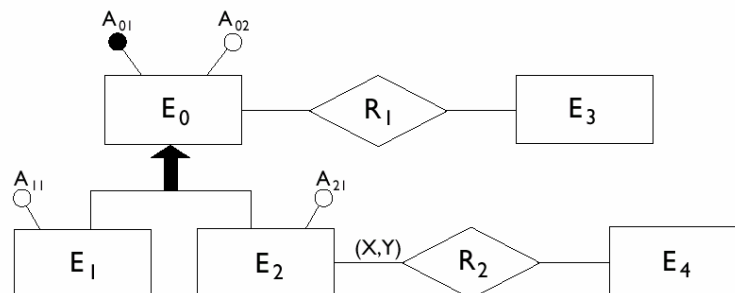 A₀₁ A₀₂
E₀ R₁ E₃
A₁₁ A₂₁
E₁ E₂ (X,Y) R₂ E₄